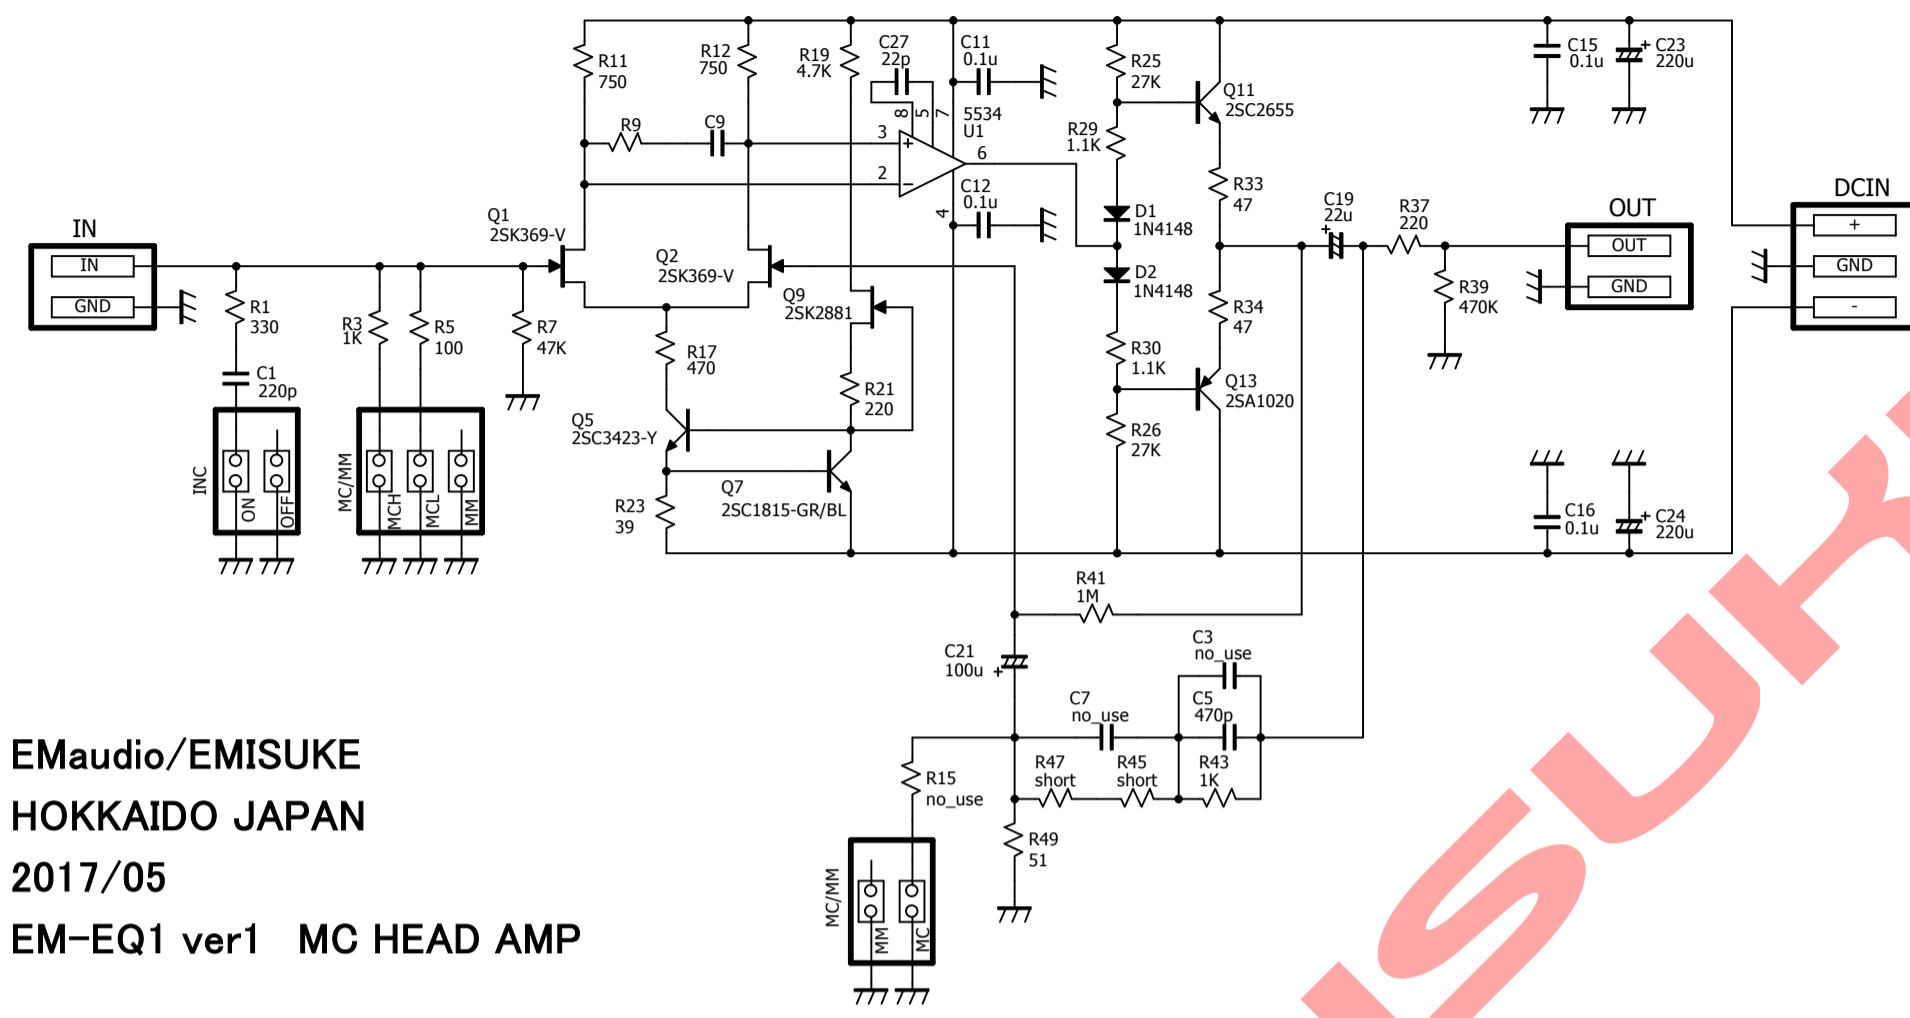 R11
750
R12
750
R19
4.7K
C27
22p
C11
0.1u
R25
27K
Q11
2SC2655
C15
0.1u
+ C23
220u
R9
C9
8
5
7
5534
U1
3
+
6
2
−
R29
1.1K
R33
47
C12
0.1u
4
D1
1N4148
C19
22u
+
R37
220
OUT
OUT
GND
DCIN
+
GND
-
IN
IN
GND
Q1
2SK369-V
Q2
2SK369-V
Q9
2SK2881
D2
1N4148
R34
47
R39
470K
R1
330
R3
1K
R5
100
R7
47K
R17
470
R21
220
R30
1.1K
Q13
2SA1020
C1
220p
Q5
2SC3423-Y
R26
27K
INC
ON
OFF
MC/MM
MCH
MCL
MM
R23
39
Q7
2SC1815-GR/BL
C16
0.1u
+ C24
220u
R41
1M
C21
100u +
C3
no_use
C7
no_use
C5
470p
R15
no_use
R47
short
R45
short
R43
1K
R49
51
MC/MM
MM
MC
EMaudio/EMISUKE
HOKKAIDO JAPAN
2017/05
EM-EQ1 ver1 MC HEAD AMP